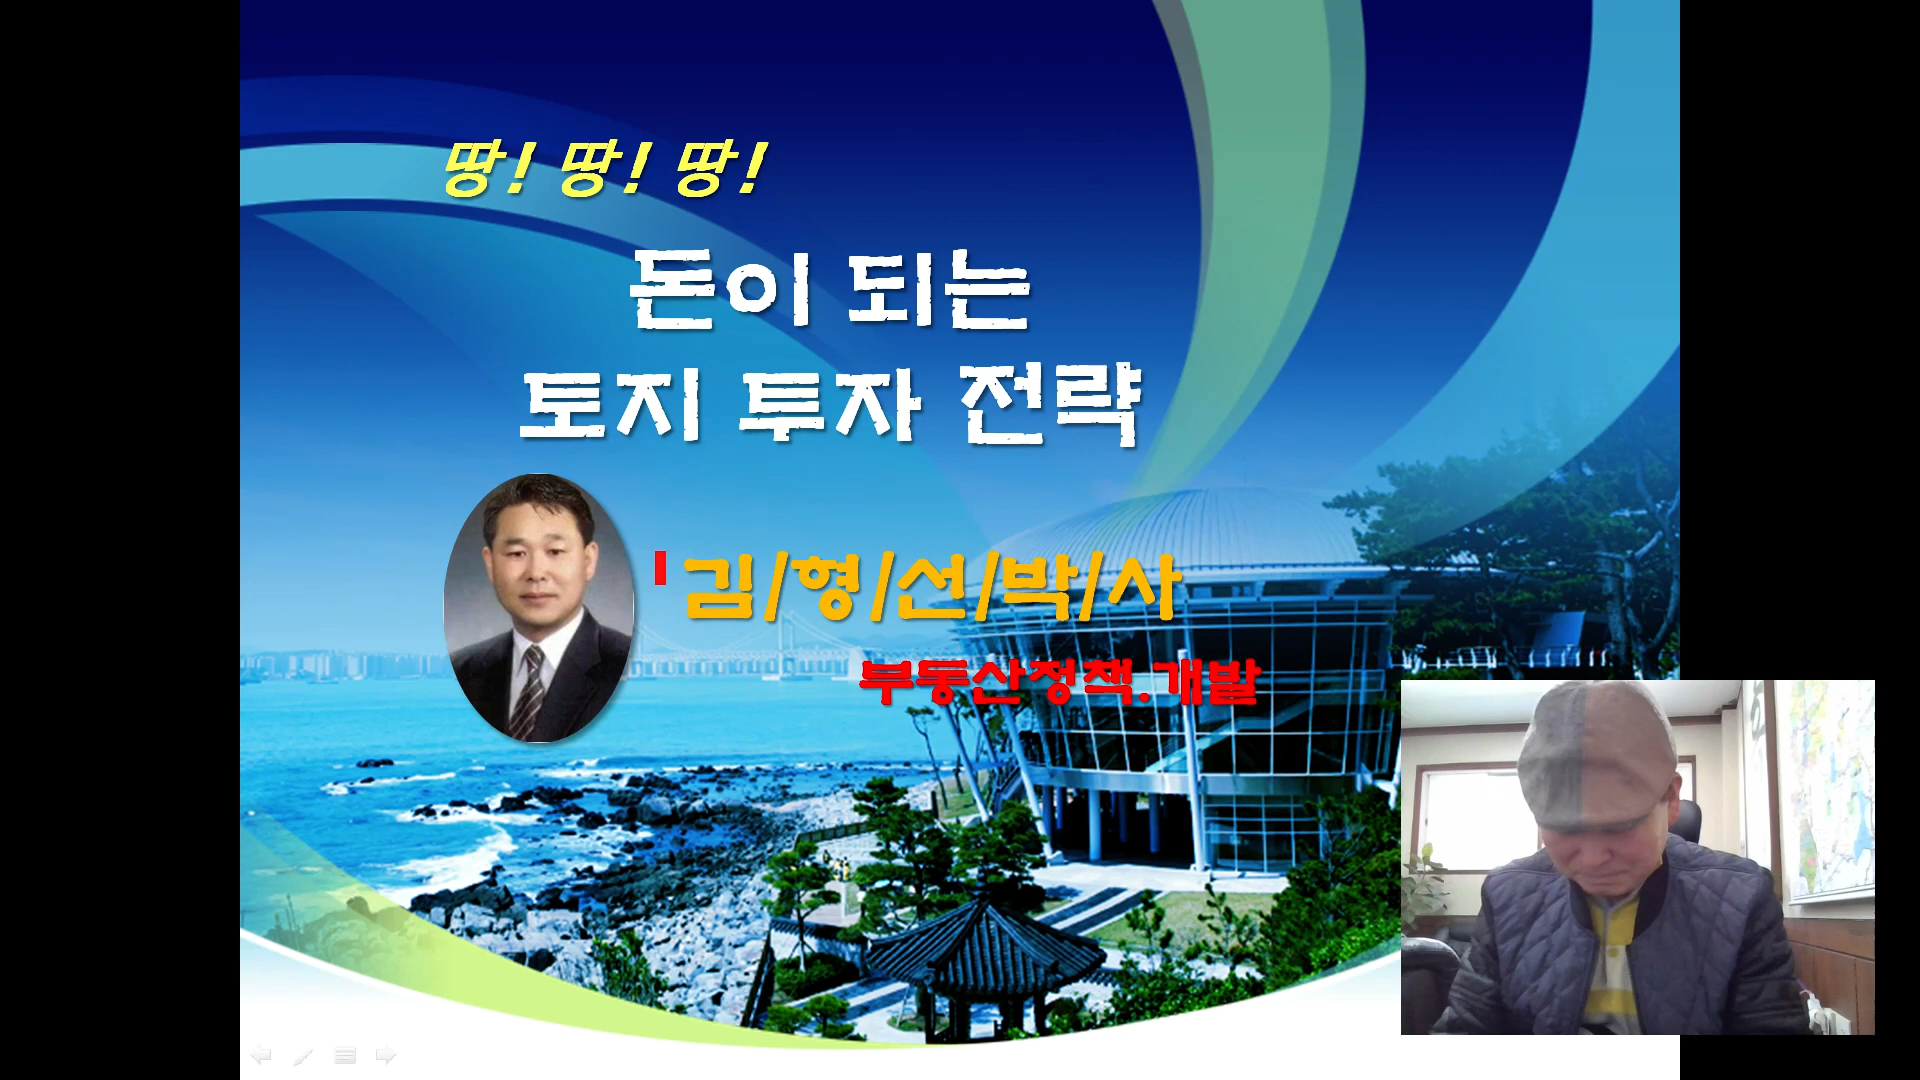 땅! 땅! 땅!
돈이 되는
토지 투자 전략
김/형/선/박/사
부동산정책.개발